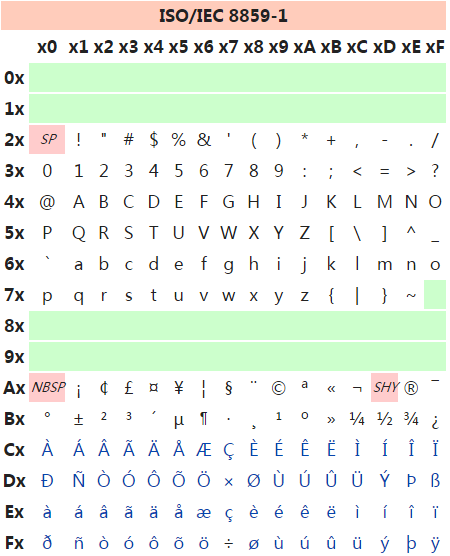 ISO/IEC 8859-1
x0 x1 x2 x3 x4 x5 x6 x7 x8 x9 xA xB xC xD xE xF
0x
1x
2x SP ! " # $ % & ' ( ) * + , - . /
3x 0 1 2 3 4 5 6 7 8 9 : ; < = > ?
4x @ A B C D E F G H I J K L M N O
5x P Q R S T U V W X Y Z [ \ ] ^ _
6x ` a b c d e f g h i j k l m n o
7x p q r s t u v w x y z { | } ~
8x
9x
Ax NBSP ¡ ¢ £ ¤ ¥ ¦ § ¨ © ª « ¬ SHY ® ¯
Bx ° ± ² ³ ´ µ ¶ · ¸ ¹ º » ¼ ½ ¾ ¿
Cx À Á Â Ã Ä Å Æ Ç È É Ê Ë Ì Í Î Ï
Dx Ð Ñ Ò Ó Ô Õ Ö × Ø Ù Ú Û Ü Ý Þ ß
Ex à á â ã ä å æ ç è é ê ë ì í î ï
Fx ð ñ ò ó ô õ ö ÷ ø ù ú û ü ý þ ÿ